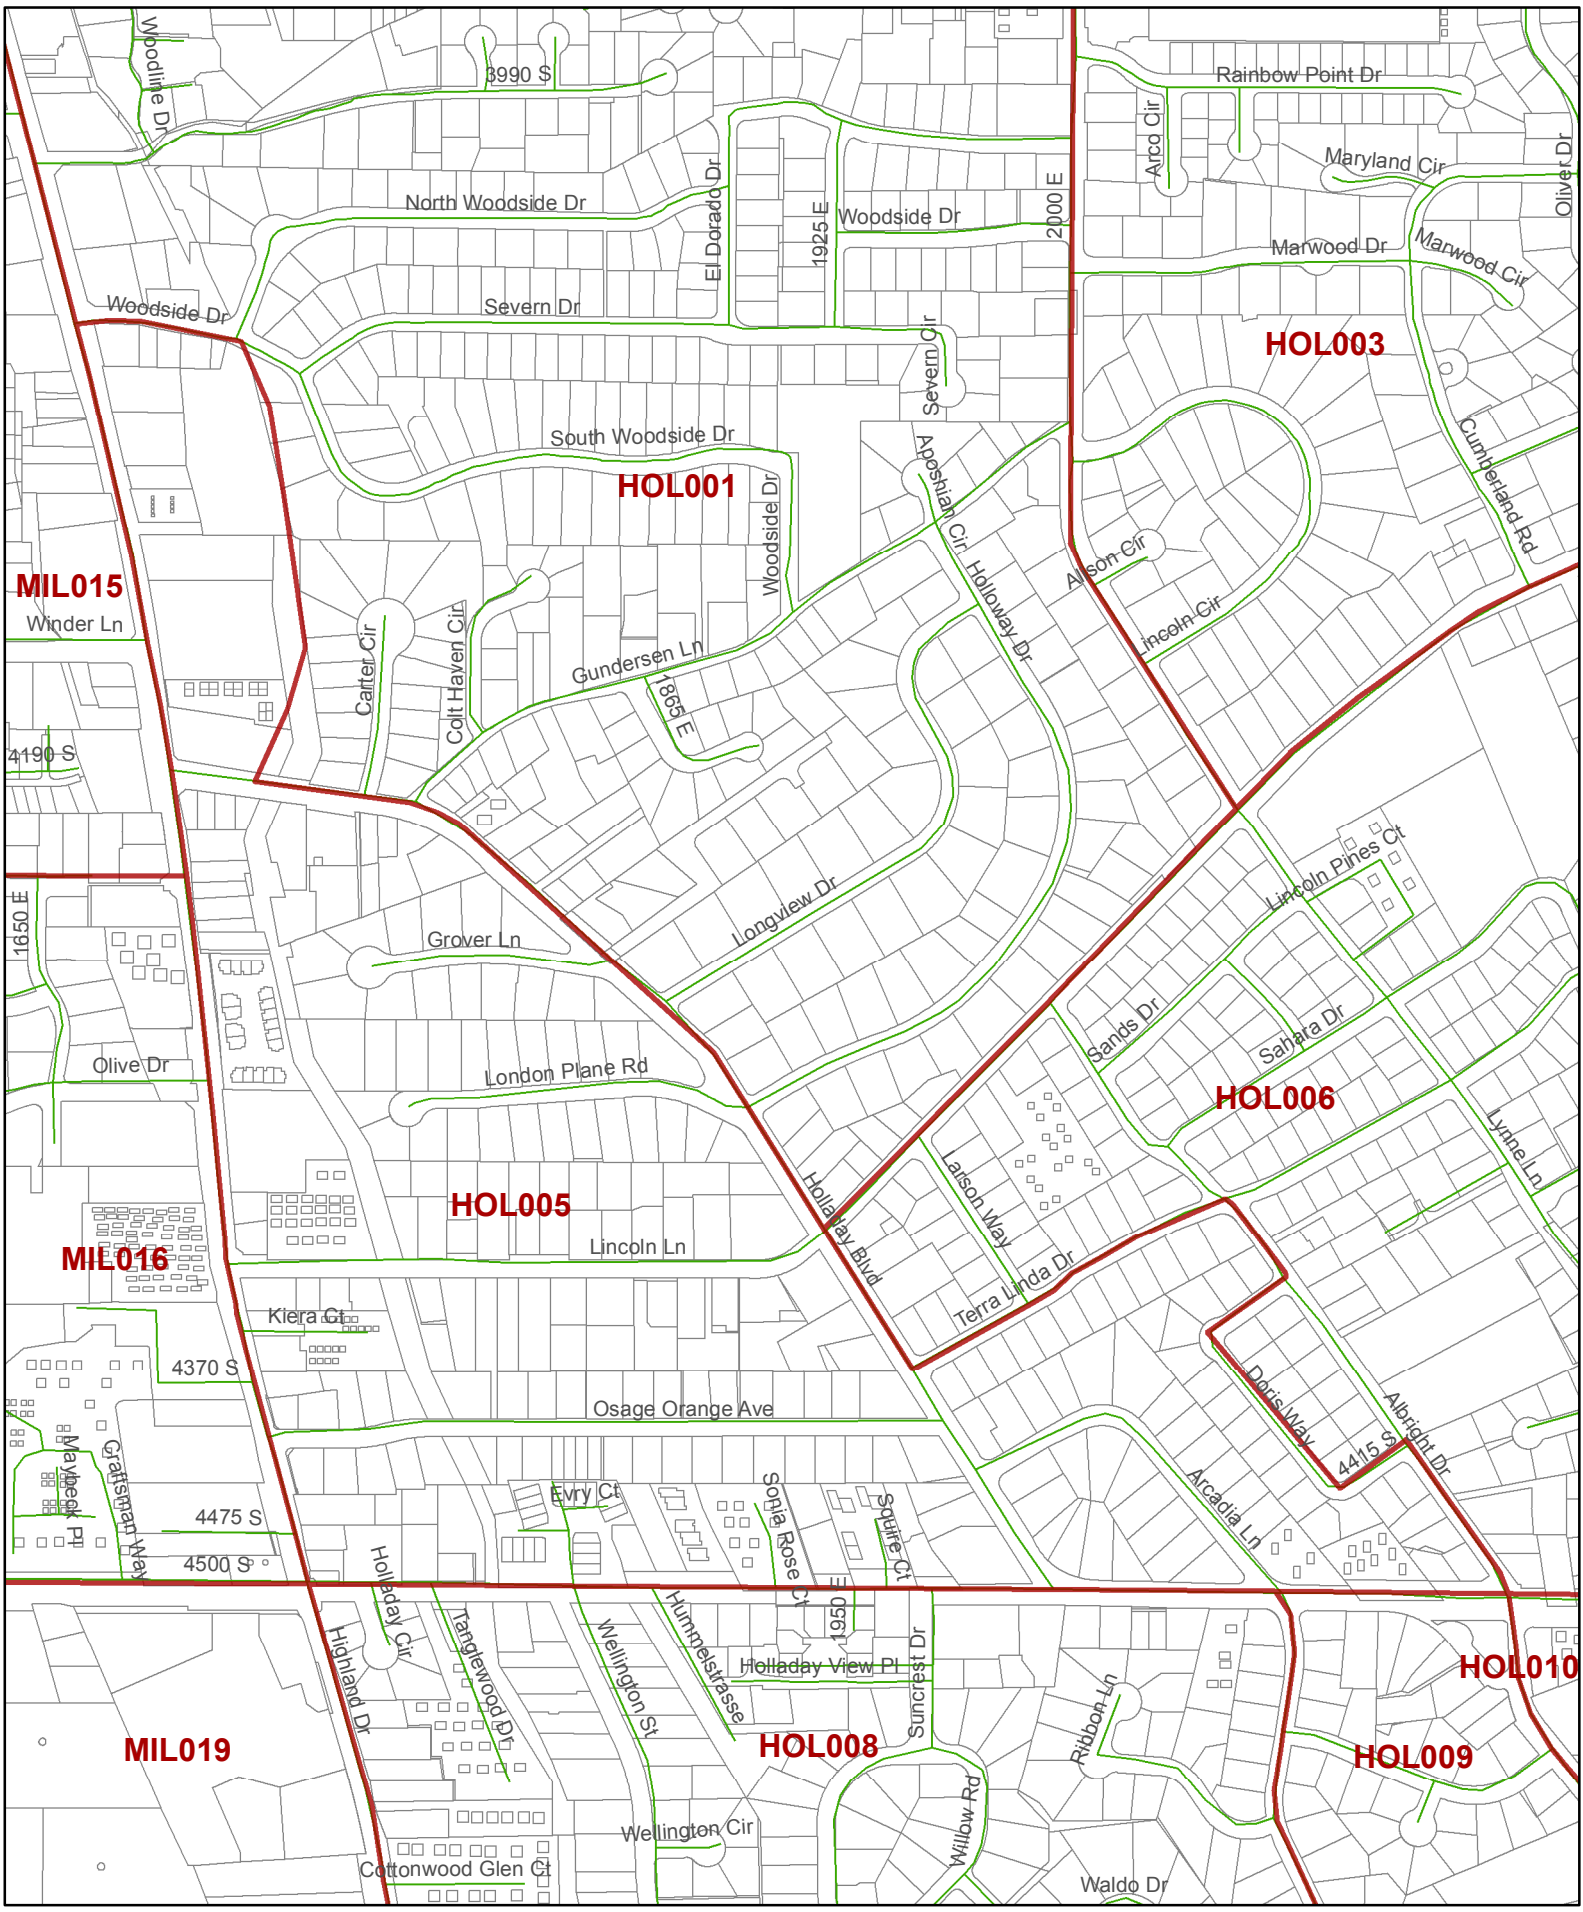 Woodline Dr
3990 S
Rainbow Point Dr
Arco Cir
Maryland Cir
Oliver Dr
North Woodside Dr
El Dorado Dr
1925 E
Woodside Dr
2000 E
Marwood Dr
Marwood Cir
Woodside Dr
Severn Dr
Severn Cir
HOL003
South Woodside Dr
HOL001
Woodside Dr
Aposhian Cir
Cumberland Rd
MIL015
Winder Ln
Holloway Dr
Alison Cir
Lincoln Cir
Carter Cir
Colt Haven Cir
Gundersen Ln
1865 E
4190 S
Lincoln Pines Ct
1650 E
Grover Ln
Longview Dr
Sands Dr
Sahara Dr
Olive Dr
London Plane Rd
HOL006
Lynne Ln
HOL005
Holladay Blvd
Larson Way
MIL016
Lincoln Ln
Terra Linda Dr
Kiera Ct
4370 S
Doris Way
Albright Dr
Osage Orange Ave
4415 S
Maybeck Pl
Craftsman Way
Evry Ct
Sonia Rose Ct
Squire Ct
Arcadia Ln
4475 S
4500 S
Holladay Cir
1950 E
Highland Dr
Tanglewood Dr
Wellington St
Hummelstrasse
Holladay View Pl
Suncrest Dr
Ribbon Ln
HOL010
MIL019
HOL008
HOL009
Wellington Cir
Willow Rd
Cottonwood Glen Ct
Waldo Dr